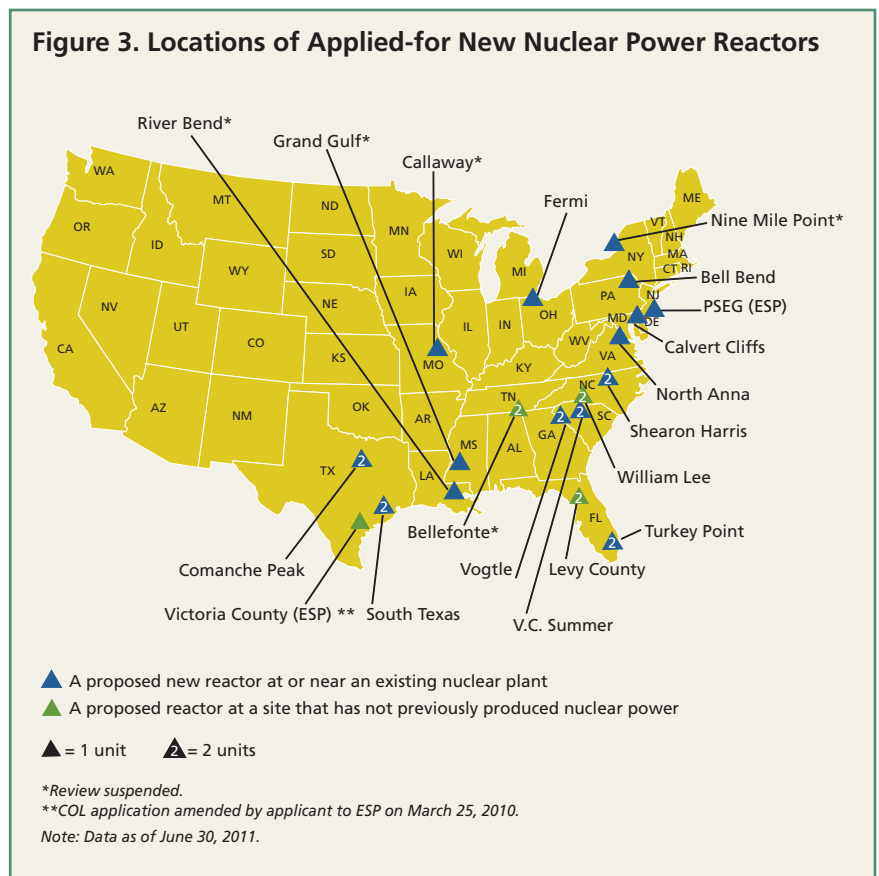 Figure 3. Locations of Applied-for New Nuclear Power Reactors
River Bend*
Grand Gulf*
Callaway*
Fermi
Nine Mile Point*
Bell Bend
PSEG (ESP)
Calvert Cliffs
North Anna
Shearon Harris
William Lee
Turkey Point
Levy County
V.C. Summer
Vogtle
Bellefonte*
South Texas
Victoria County (ESP) **
Comanche Peak
WA
OR
ID
MT
ND
SD
WY
NE
NV
UT
CO
KS
CA
AZ
NM
OK
TX
MN
IA
MO
AR
LA
WI
IL
MI
IN
OH
KY
TN
MS
AL
GA
FL
SC
NC
VA
WV
PA
NY
VT
NH
ME
MA
CT
RI
NJ
DE
MD
2
2
2
2
2
2
2
2
2
A proposed new reactor at or near an existing nuclear plant
A proposed reactor at a site that has not previously produced nuclear power
= 1 unit 2 = 2 units
*Review suspended.
**COL application amended by applicant to ESP on March 25, 2010.
Note: Data as of June 30, 2011.